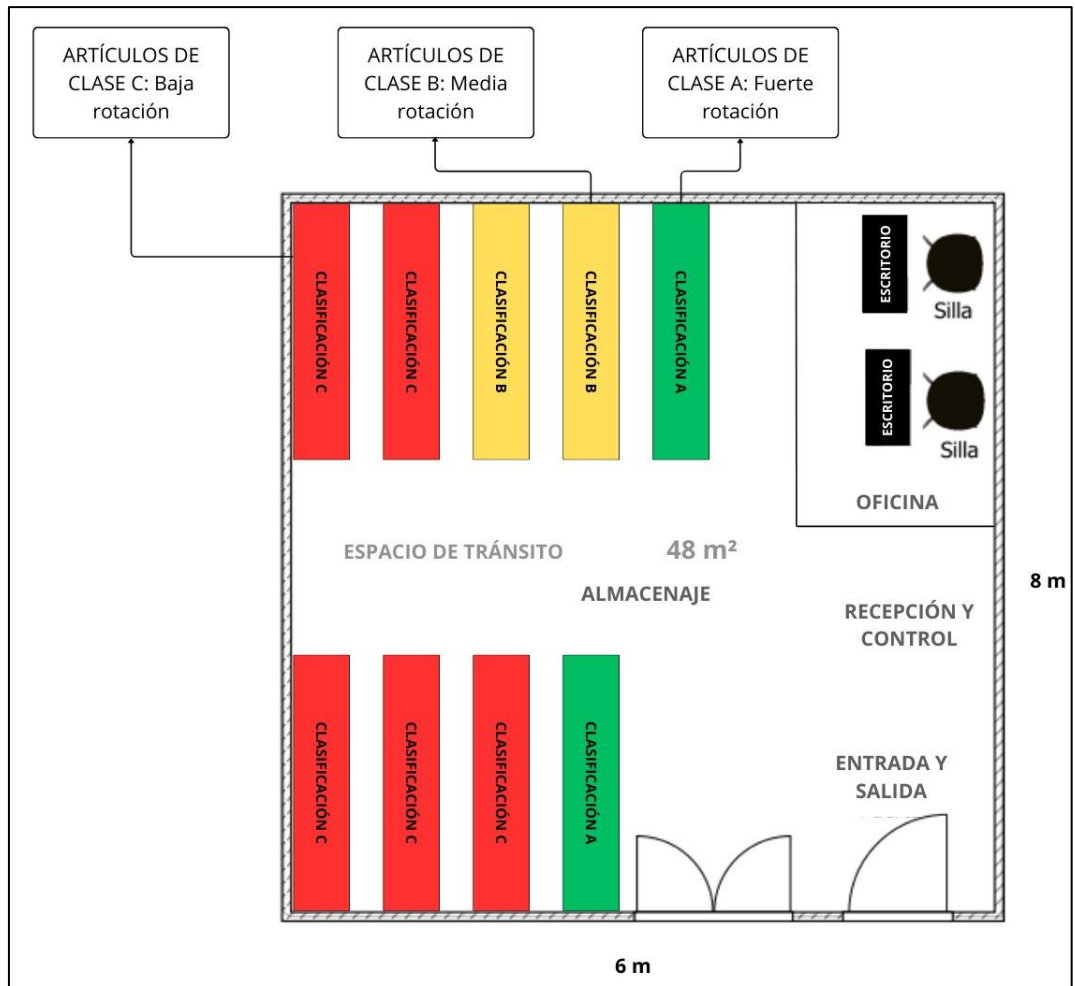 ARTÍCULOS DE
CLASE C: Baja
rotación
ARTÍCULOS DE
CLASE B: Media
rotación
ARTÍCULOS DE
CLASE A: Fuerte
rotación
CLASIFICACIÓN C
CLASIFICACIÓN C
CLASIFICACIÓN B
CLASIFICACIÓN B
CLASIFICACIÓN A
ESCRITORIO
Silla
ESCRITORIO
Silla
OFICINA
ESPACIO DE TRÁNSITO
48 m²
ALMACENAJE
8 m
RECEPCIÓN Y
CONTROL
CLASIFICACIÓN C
CLASIFICACIÓN C
CLASIFICACIÓN C
CLASIFICACIÓN A
ENTRADA Y
SALIDA
6 m